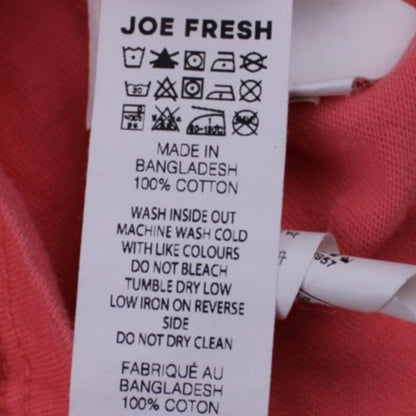 JOE FRESH
MADE IN
BANGLADESH
100% COTTON
WASH INSIDE OUT
MACHINE WASH COLD
WITH LIKE COLOURS
DO NOT BLEACH
TUMBLE DRY LOW
LOW IRON ON REVERSE
SIDE
DO NOT DRY CLEAN
FABRIQUÉ AU
BANGLADESH
100% COTON